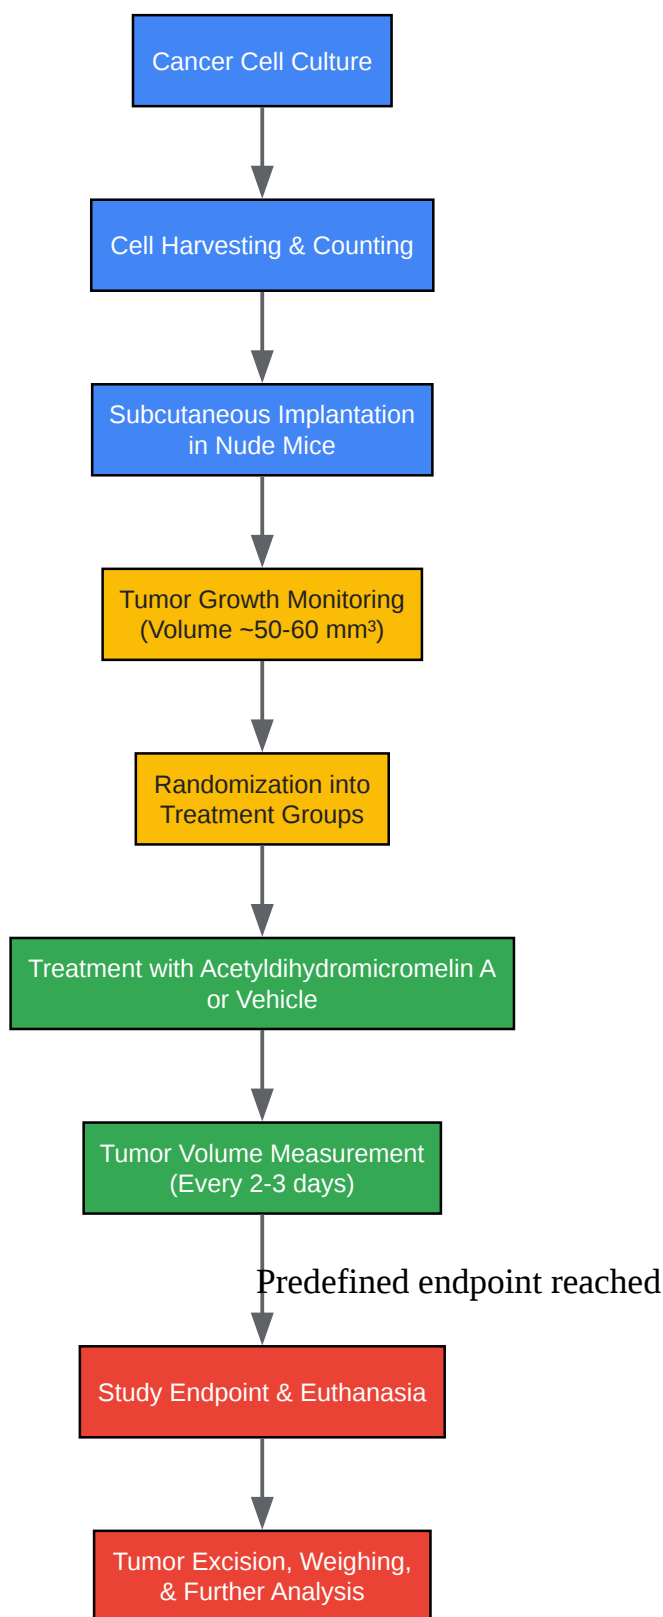 Cancer Cell Culture
Cell Harvesting & Counting
Subcutaneous Implantation
in Nude Mice
Tumor Growth Monitoring
(Volume ~50-60 mm³)
Randomization into
Treatment Groups
Treatment with Acetyldihydromicromelin A
or Vehicle
Tumor Volume Measurement
(Every 2-3 days)
Predefined endpoint reached
Study Endpoint & Euthanasia
Tumor Excision, Weighing,
& Further Analysis